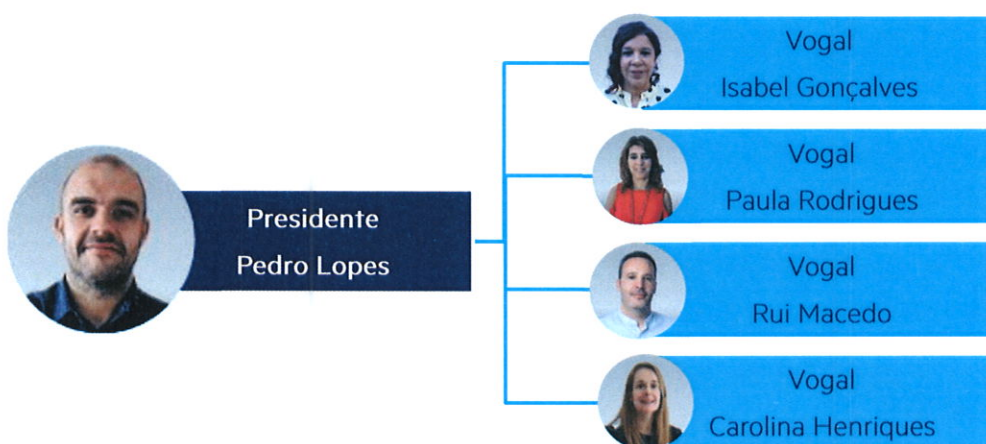 Presidente
Pedro Lopes
Vogal
Isabel Gonçalves
Vogal
Paula Rodrigues
Vogal
Rui Macedo
Vogal
Carolina Henriques